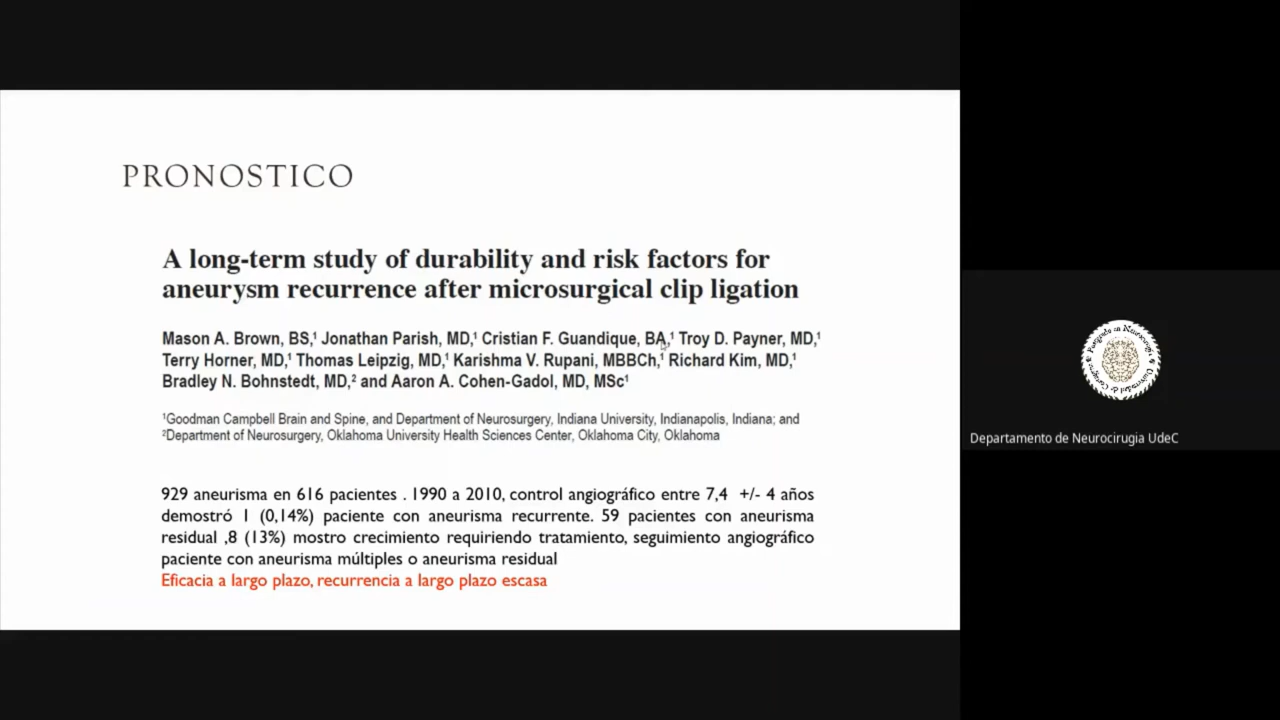 PRONOSTICO
A long-term study of durability and risk factors for
aneurysm recurrence after microsurgical clip ligation
Mason A. Brown, BS,¹ Jonathan Parish, MD,¹ Cristian F. Guandique, BA,¹ Troy D. Payner, MD,¹
Terry Horner, MD,¹ Thomas Leipzig, MD,¹ Karishma V. Rupani, MBBCh,¹ Richard Kim, MD,¹
Bradley N. Bohnstedt, MD,² and Aaron A. Cohen-Gadol, MD, MSc¹
¹Goodman Campbell Brain and Spine, and Department of Neurosurgery, Indiana University, Indianapolis, Indiana; and
²Department of Neurosurgery, Oklahoma University Health Sciences Center, Oklahoma City, Oklahoma
929 aneurisma en 616 pacientes . 1990 a 2010, control angiográfico entre 7,4 +/- 4 años
demostró 1 (0,14%) paciente con aneurisma recurrente. 59 pacientes con aneurisma
residual ,8 (13%) mostro crecimiento requiriendo tratamiento, seguimiento angiográfico
paciente con aneurisma múltiples o aneurisma residual
Eficacia a largo plazo, recurrencia a largo plazo escasa
Departamento de Neurocirugia UdeC